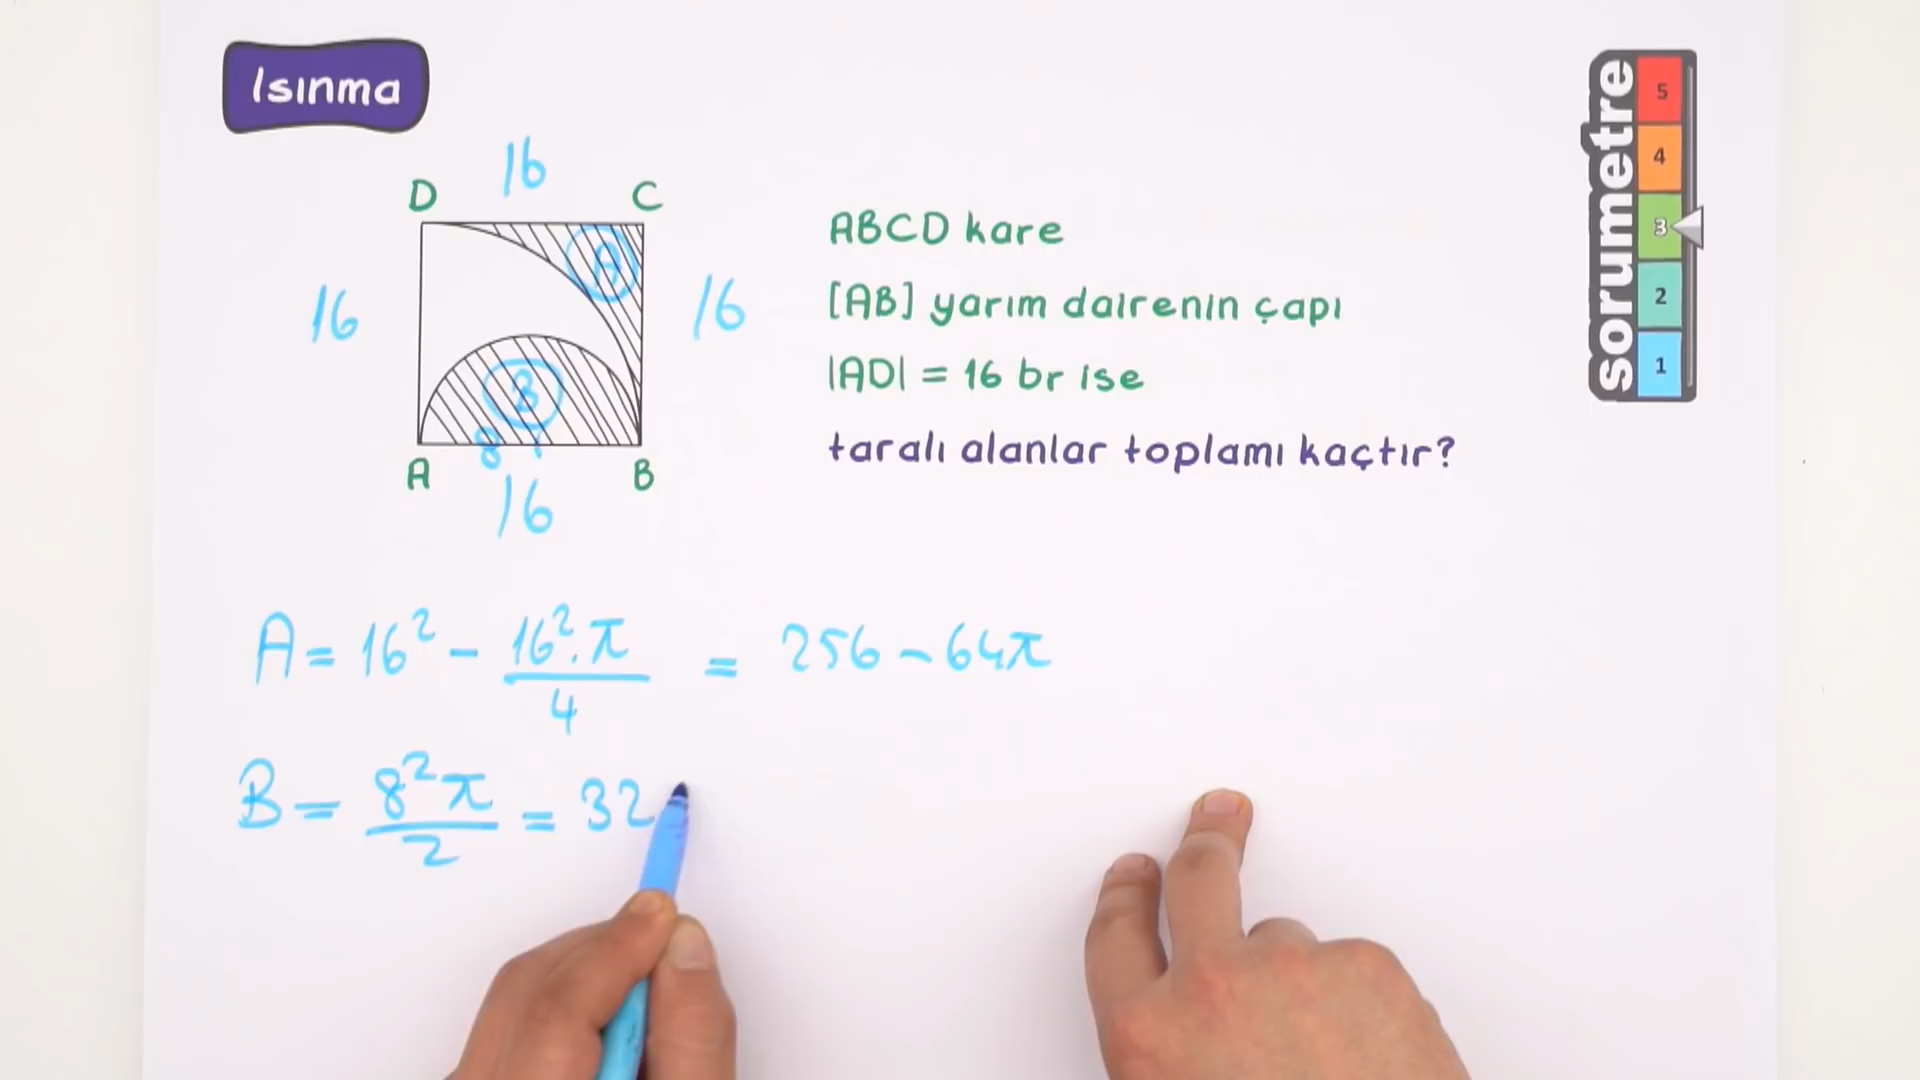 Isınma
16
D C
A
16 16
B
8
A B
16
ABCD kare
[AB] yarım dairenin çapı
|AD| = 16 br ise
taralı alanlar toplamı kaçtır?
sorumetre
5
4
3
2
1
A = 16² - 16².π / 4 = 256 - 64π
B = 8²π / 2 = 32